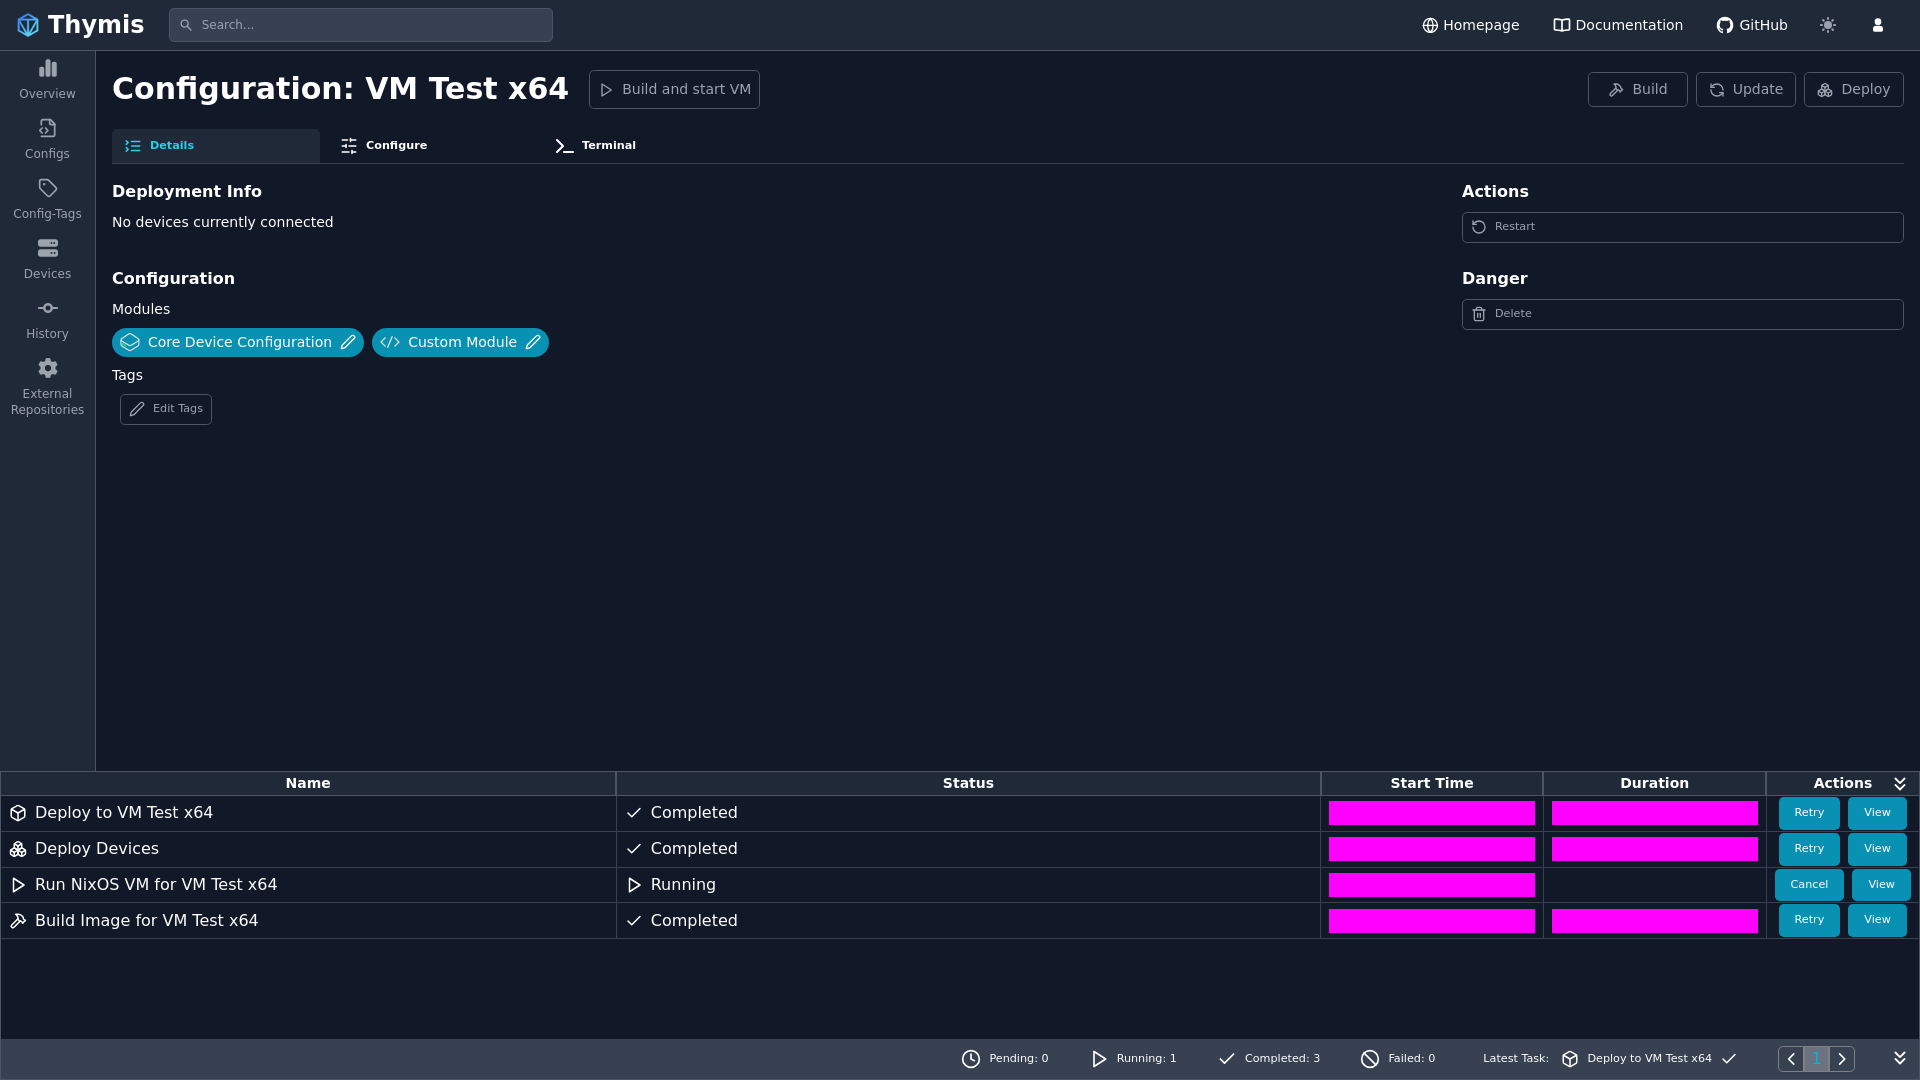 Thymis
Search...
Homepage
Documentation
GitHub
Overview
Configs
Config-Tags
Devices
History
External
Repositories
Configuration: VM Test x64
Build and start VM
Build
Update
Deploy
Details
Configure
Terminal
Deployment Info
No devices currently connected
Actions
Restart
Configuration
Modules
Core Device Configuration
Custom Module
Tags
Edit Tags
Danger
Delete
Name Status Start Time Duration Actions
Deploy to VM Test x64 Completed Retry View
Deploy Devices Completed Retry View
Run NixOS VM for VM Test x64 Running Cancel View
Build Image for VM Test x64 Completed Retry View
Pending: 0 Running: 1 Completed: 3 Failed: 0 Latest Task: Deploy to VM Test x64 1